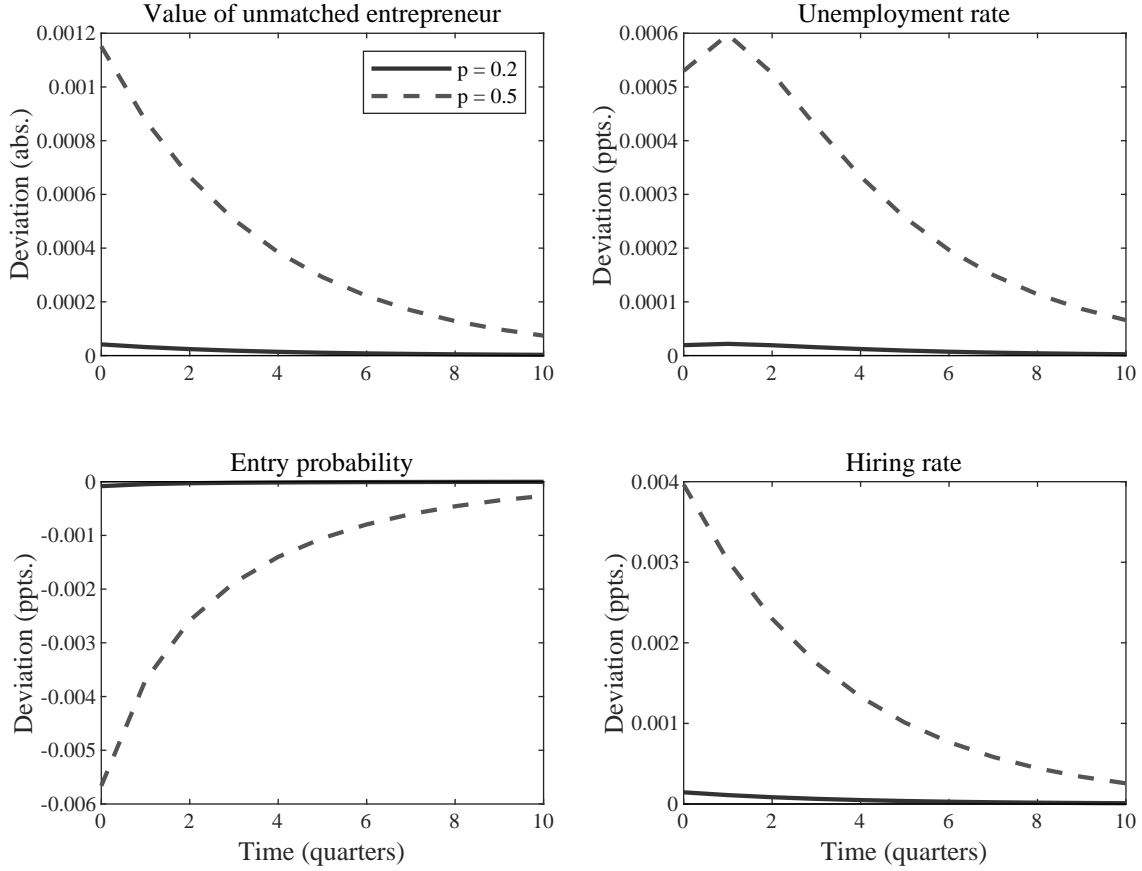 Value of unmatched entrepreneur
Deviation (abs.)
0.0012
0.001
0.0008
0.0006
0.0004
0.0002
0
0 2 4 6 8 10
p = 0.2
p = 0.5
Unemployment rate
Deviation (ppts.)
0.0006
0.0005
0.0004
0.0003
0.0002
0.0001
0
0 2 4 6 8 10
Entry probability
Deviation (ppts.)
0
-0.001
-0.002
-0.003
-0.004
-0.005
-0.006
0 2 4 6 8 10
Time (quarters)
Hiring rate
Deviation (ppts.)
0.004
0.003
0.002
0.001
0
0 2 4 6 8 10
Time (quarters)